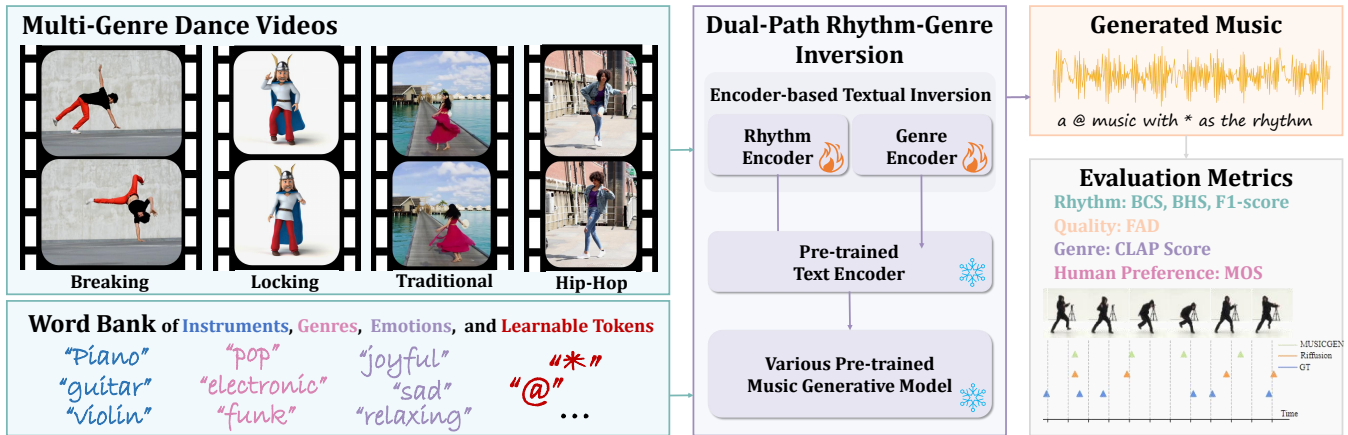 Multi-Genre Dance Videos
Breaking
Locking
Traditional
Hip-Hop
Word Bank of Instruments, Genres, Emotions, and Learnable Tokens
"Piano"
"guitar"
"violin"
"pop"
"electronic"
"funk"
"joyful"
"sad"
"relaxing"
"*"
"@"
...
Dual-Path Rhythm-Genre
Inversion
Encoder-based Textual Inversion
Rhythm
Encoder
Genre
Encoder
Pre-trained
Text Encoder
Various Pre-trained
Music Generative Model
Generated Music
a @ music with * as the rhythm
Evaluation Metrics
Rhythm: BCS, BHS, F1-score
Quality: FAD
Genre: CLAP Score
Human Preference: MOS
MUSICGEN
Riffusion
GT
Time